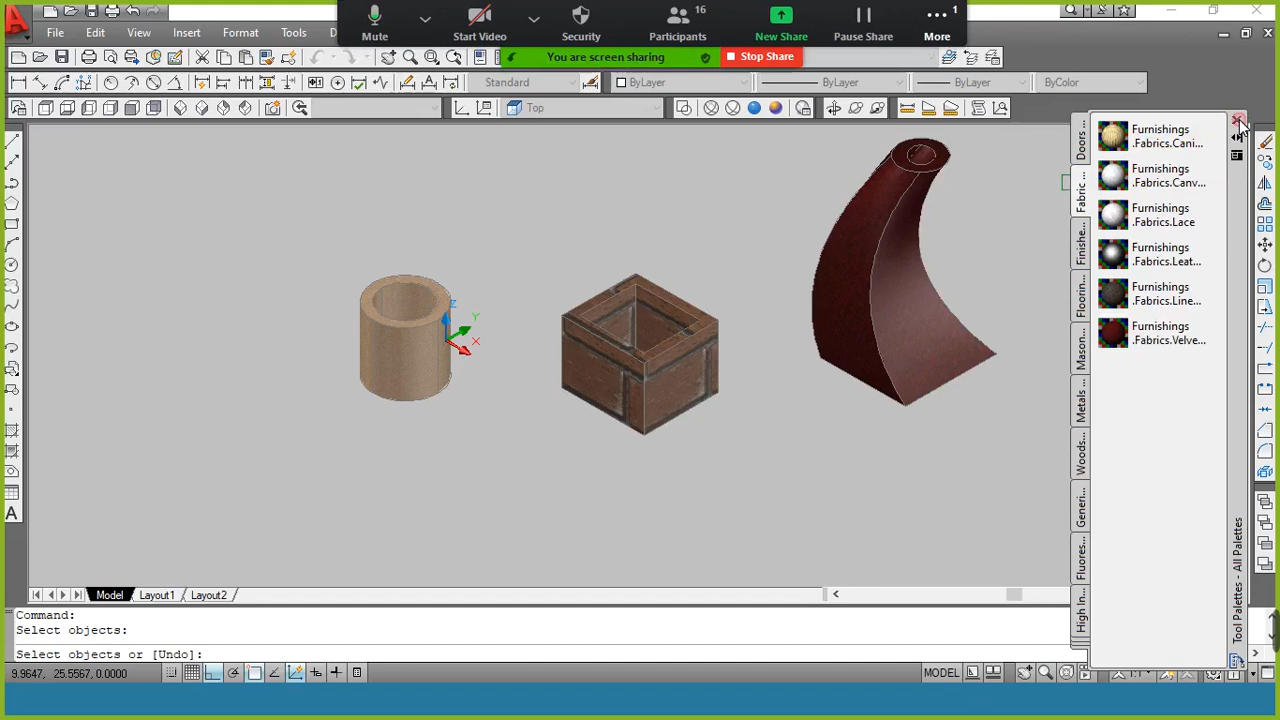 Mute
Start Video
Security
16
Participants
New Share
Pause Share
1
More
You are screen sharing
Stop Share
File
Edit
View
Insert
Format
Tools
Standard
ByLayer
ByLayer
ByLayer
ByColor
Top
Doors ...
Fabric ...
Finishe...
Floorin...
Mason...
Metals ...
Woods...
Generi...
Fluores...
High In...
Furnishings
.Fabrics.Cani...
Furnishings
.Fabrics.Canv...
Furnishings
.Fabrics.Lace
Furnishings
.Fabrics.Leat...
Furnishings
.Fabrics.Line...
Furnishings
.Fabrics.Velve...
Tool Palettes - All Palettes
Z
Y
X
A
Model
Layout1
Layout2
Command:
Select objects:
Select objects or [Undo]:
9.9647, 25.5567, 0.0000
MODEL